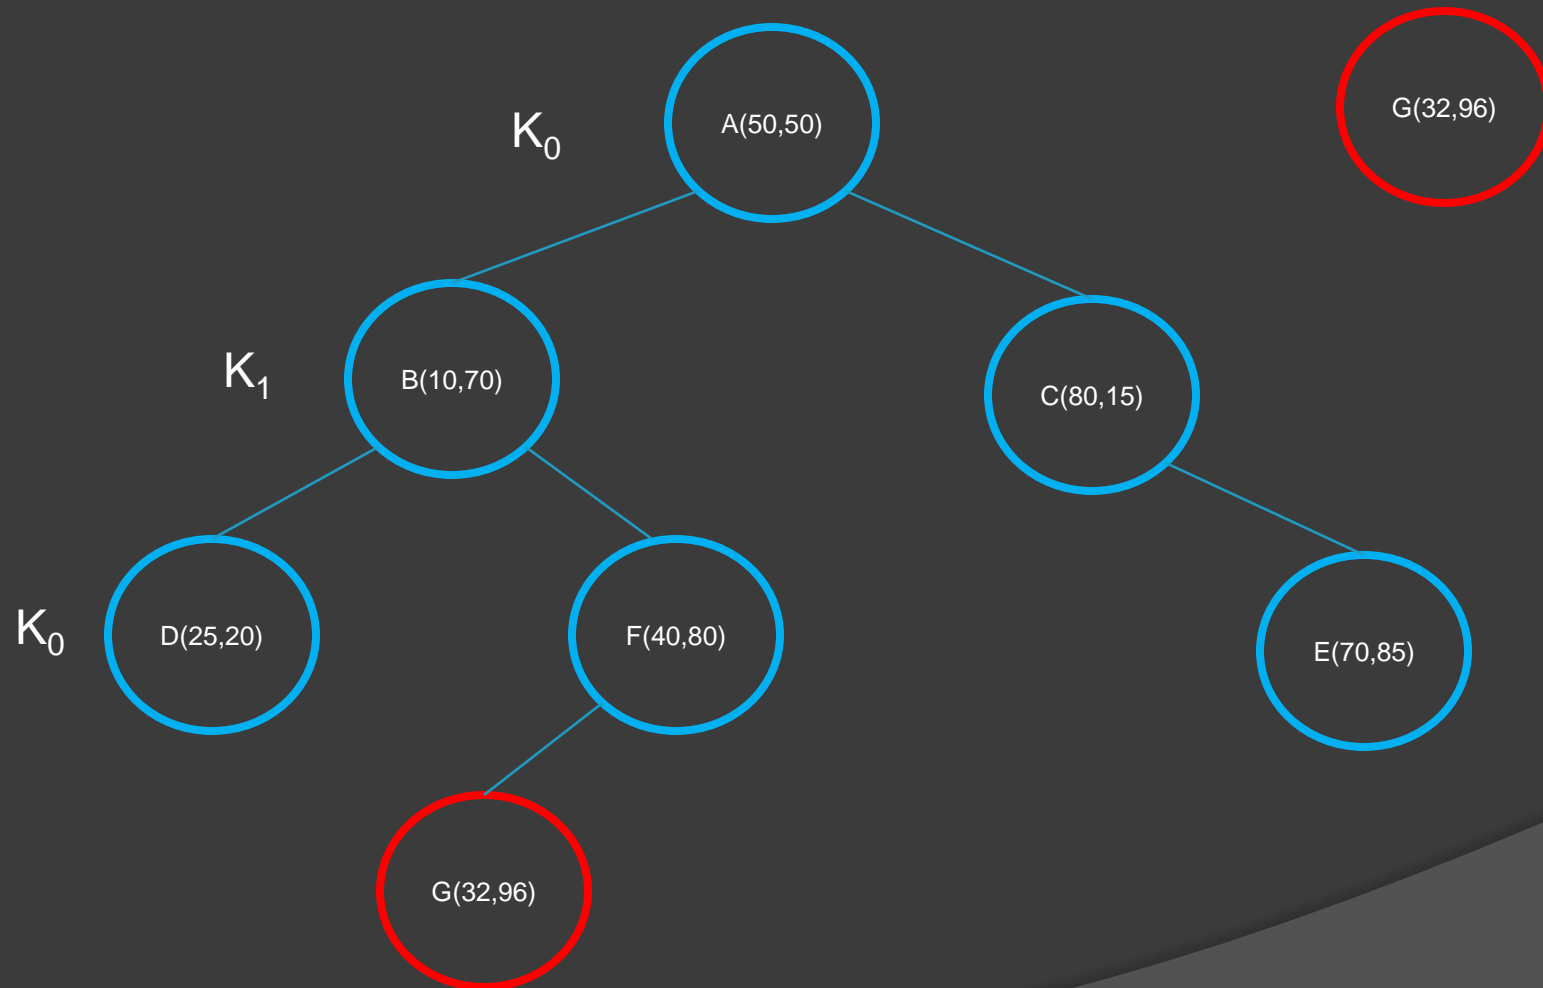 A(50,50)
G(32,96)
K₀
B(10,70)
K₁
C(80,15)
D(25,20)
F(40,80)
K₀
E(70,85)
G(32,96)